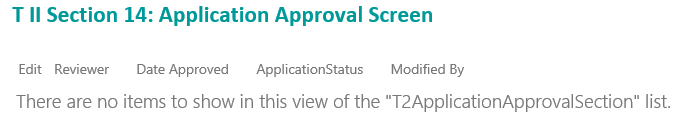 T II Section 14: Application Approval Screen
Edit Reviewer Date Approved ApplicationStatus Modified By
There are no items to show in this view of the "T2ApplicationApprovalSection" list.